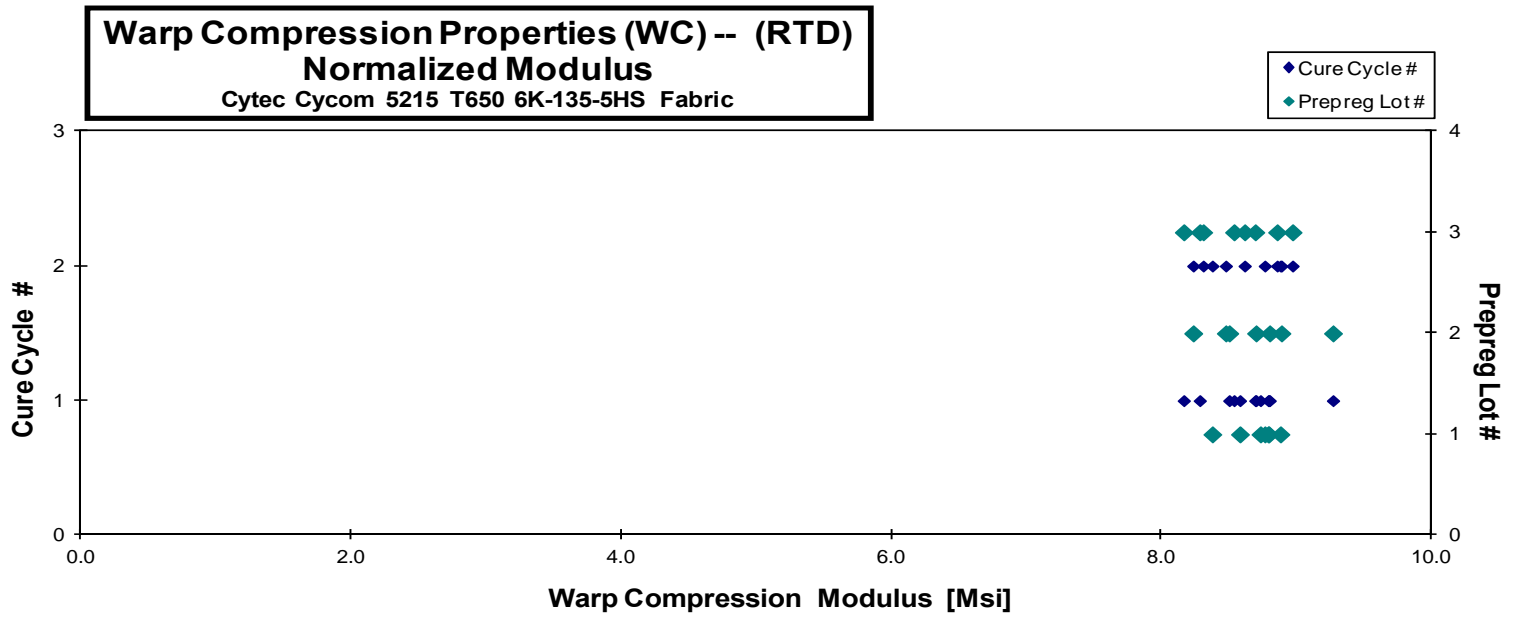 Warp Compression Properties (WC) -- (RTD)
Normalized Modulus
Cytec Cycom 5215 T650 6K-135-5HS Fabric
Cure Cycle #
Prepreg Lot #
3
2
1
0
4
3
2
1
0
0.0 2.0 4.0 6.0 8.0 10.0
Cure Cycle #
Prepreg Lot #
Warp Compression Modulus [Msi]